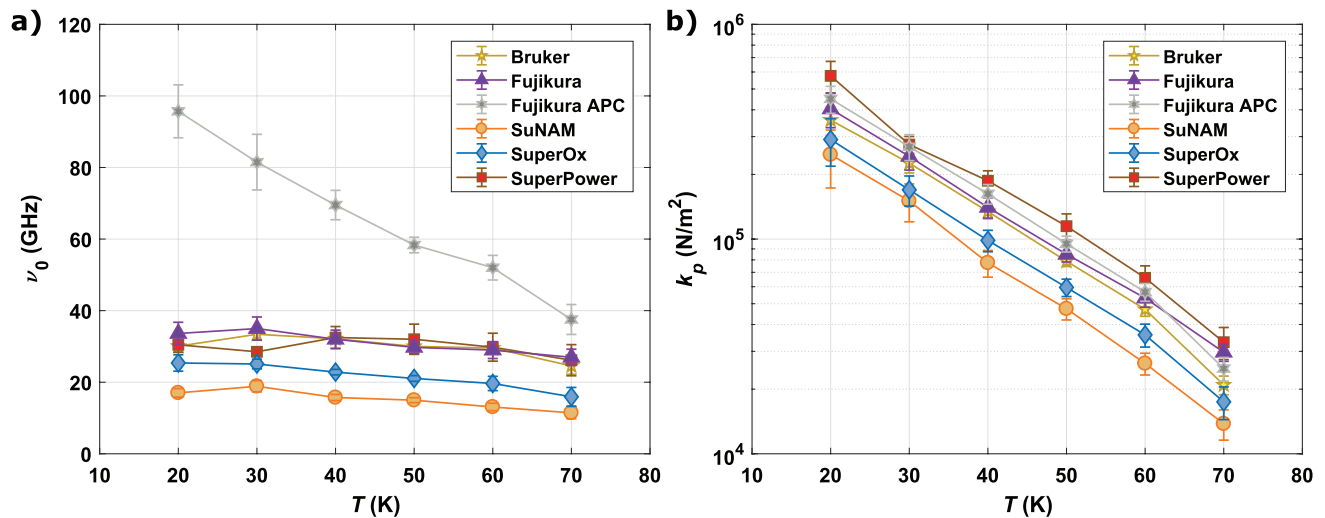 a)
120
100
80
60
40
20
0
ν0 (GHz)
10 20 30 40 50 60 70 80
T (K)
Bruker
Fujikura
Fujikura APC
SuNAM
SuperOx
SuperPower
b)
10^6
10^5
10^4
kp (N/m²)
10 20 30 40 50 60 70 80
T (K)
Bruker
Fujikura
Fujikura APC
SuNAM
SuperOx
SuperPower